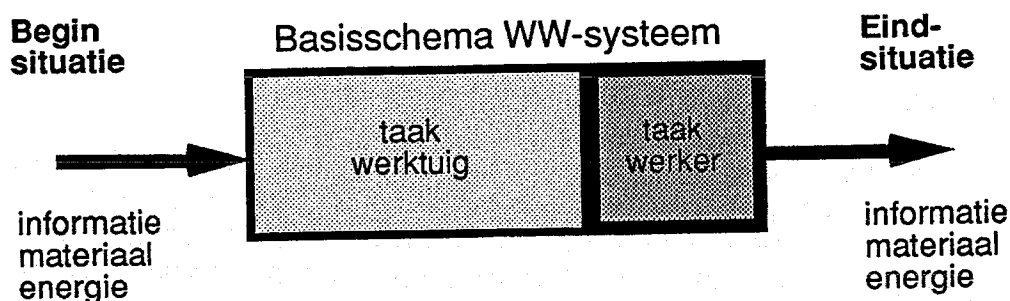 Begin
situatie
Basisschema WW-systeem
Eind-
situatie
taak
werktuig
taak
werker
informatie
materiaal
energie
informatie
materiaal
energie